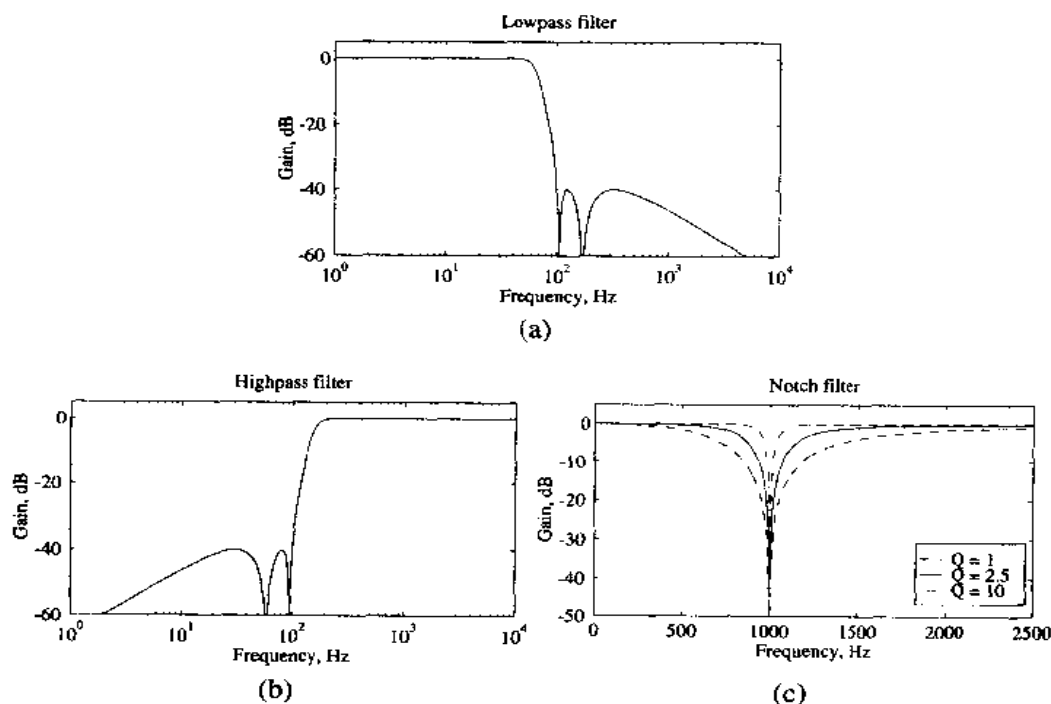 Lowpass filter
0
-20
-40
-60
Gain, dB
10^0
10^1
10^2
10^3
10^4
Frequency, Hz
(a)
Highpass filter
0
-20
-40
-60
Gain, dB
10^0
10^1
10^2
10^3
10^4
Frequency, Hz
(b)
Notch filter
0
-10
-20
-30
-40
-50
Gain, dB
Q = 1
Q = 2.5
Q = 10
0
500
1000
1500
2000
2500
Frequency, Hz
(c)